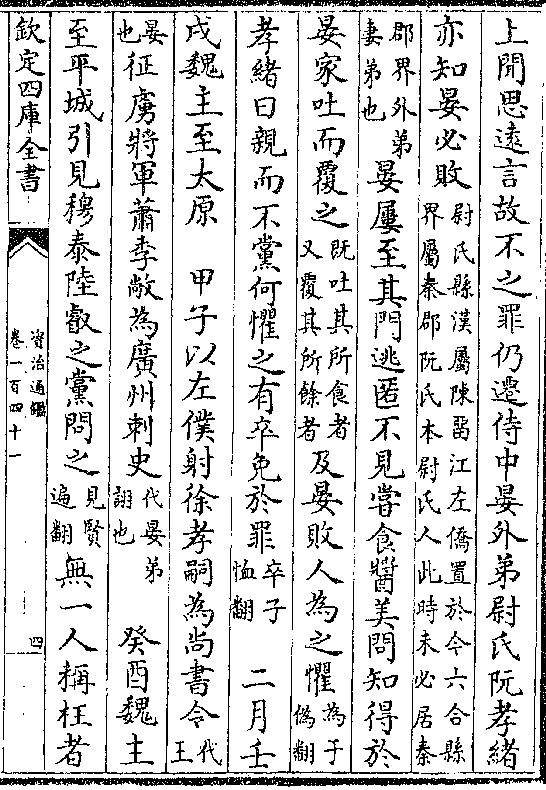 上聞思遠言故不之罪仍遷侍中晏外弟尉氏阮孝緒
亦知晏必敗尉氏縣漢屬陳留江左僑置於今六合縣界屬秦郡阮氏本尉氏人此時未必居秦
郡界外弟妻弟也晏屢至其門逃匿不見嘗食醬美問知得於
晏家吐而覆之既吐其所食者又覆其所餘者及晏敗人為之懼為于偽翻
孝緒曰親而不黨何懼之有卒免於罪卒子恤翻二月壬
戌魏主至太原 甲子以左僕射徐孝嗣為尚書令代王
晏也征虜將軍蕭季敞為廣州刺史代晏弟詡也癸酉魏主
至平城引見穆泰陸叡之黨問之見賢遍翻無一人稱枉者
欽定四庫全書
資治通鑑
卷一百四十一
四